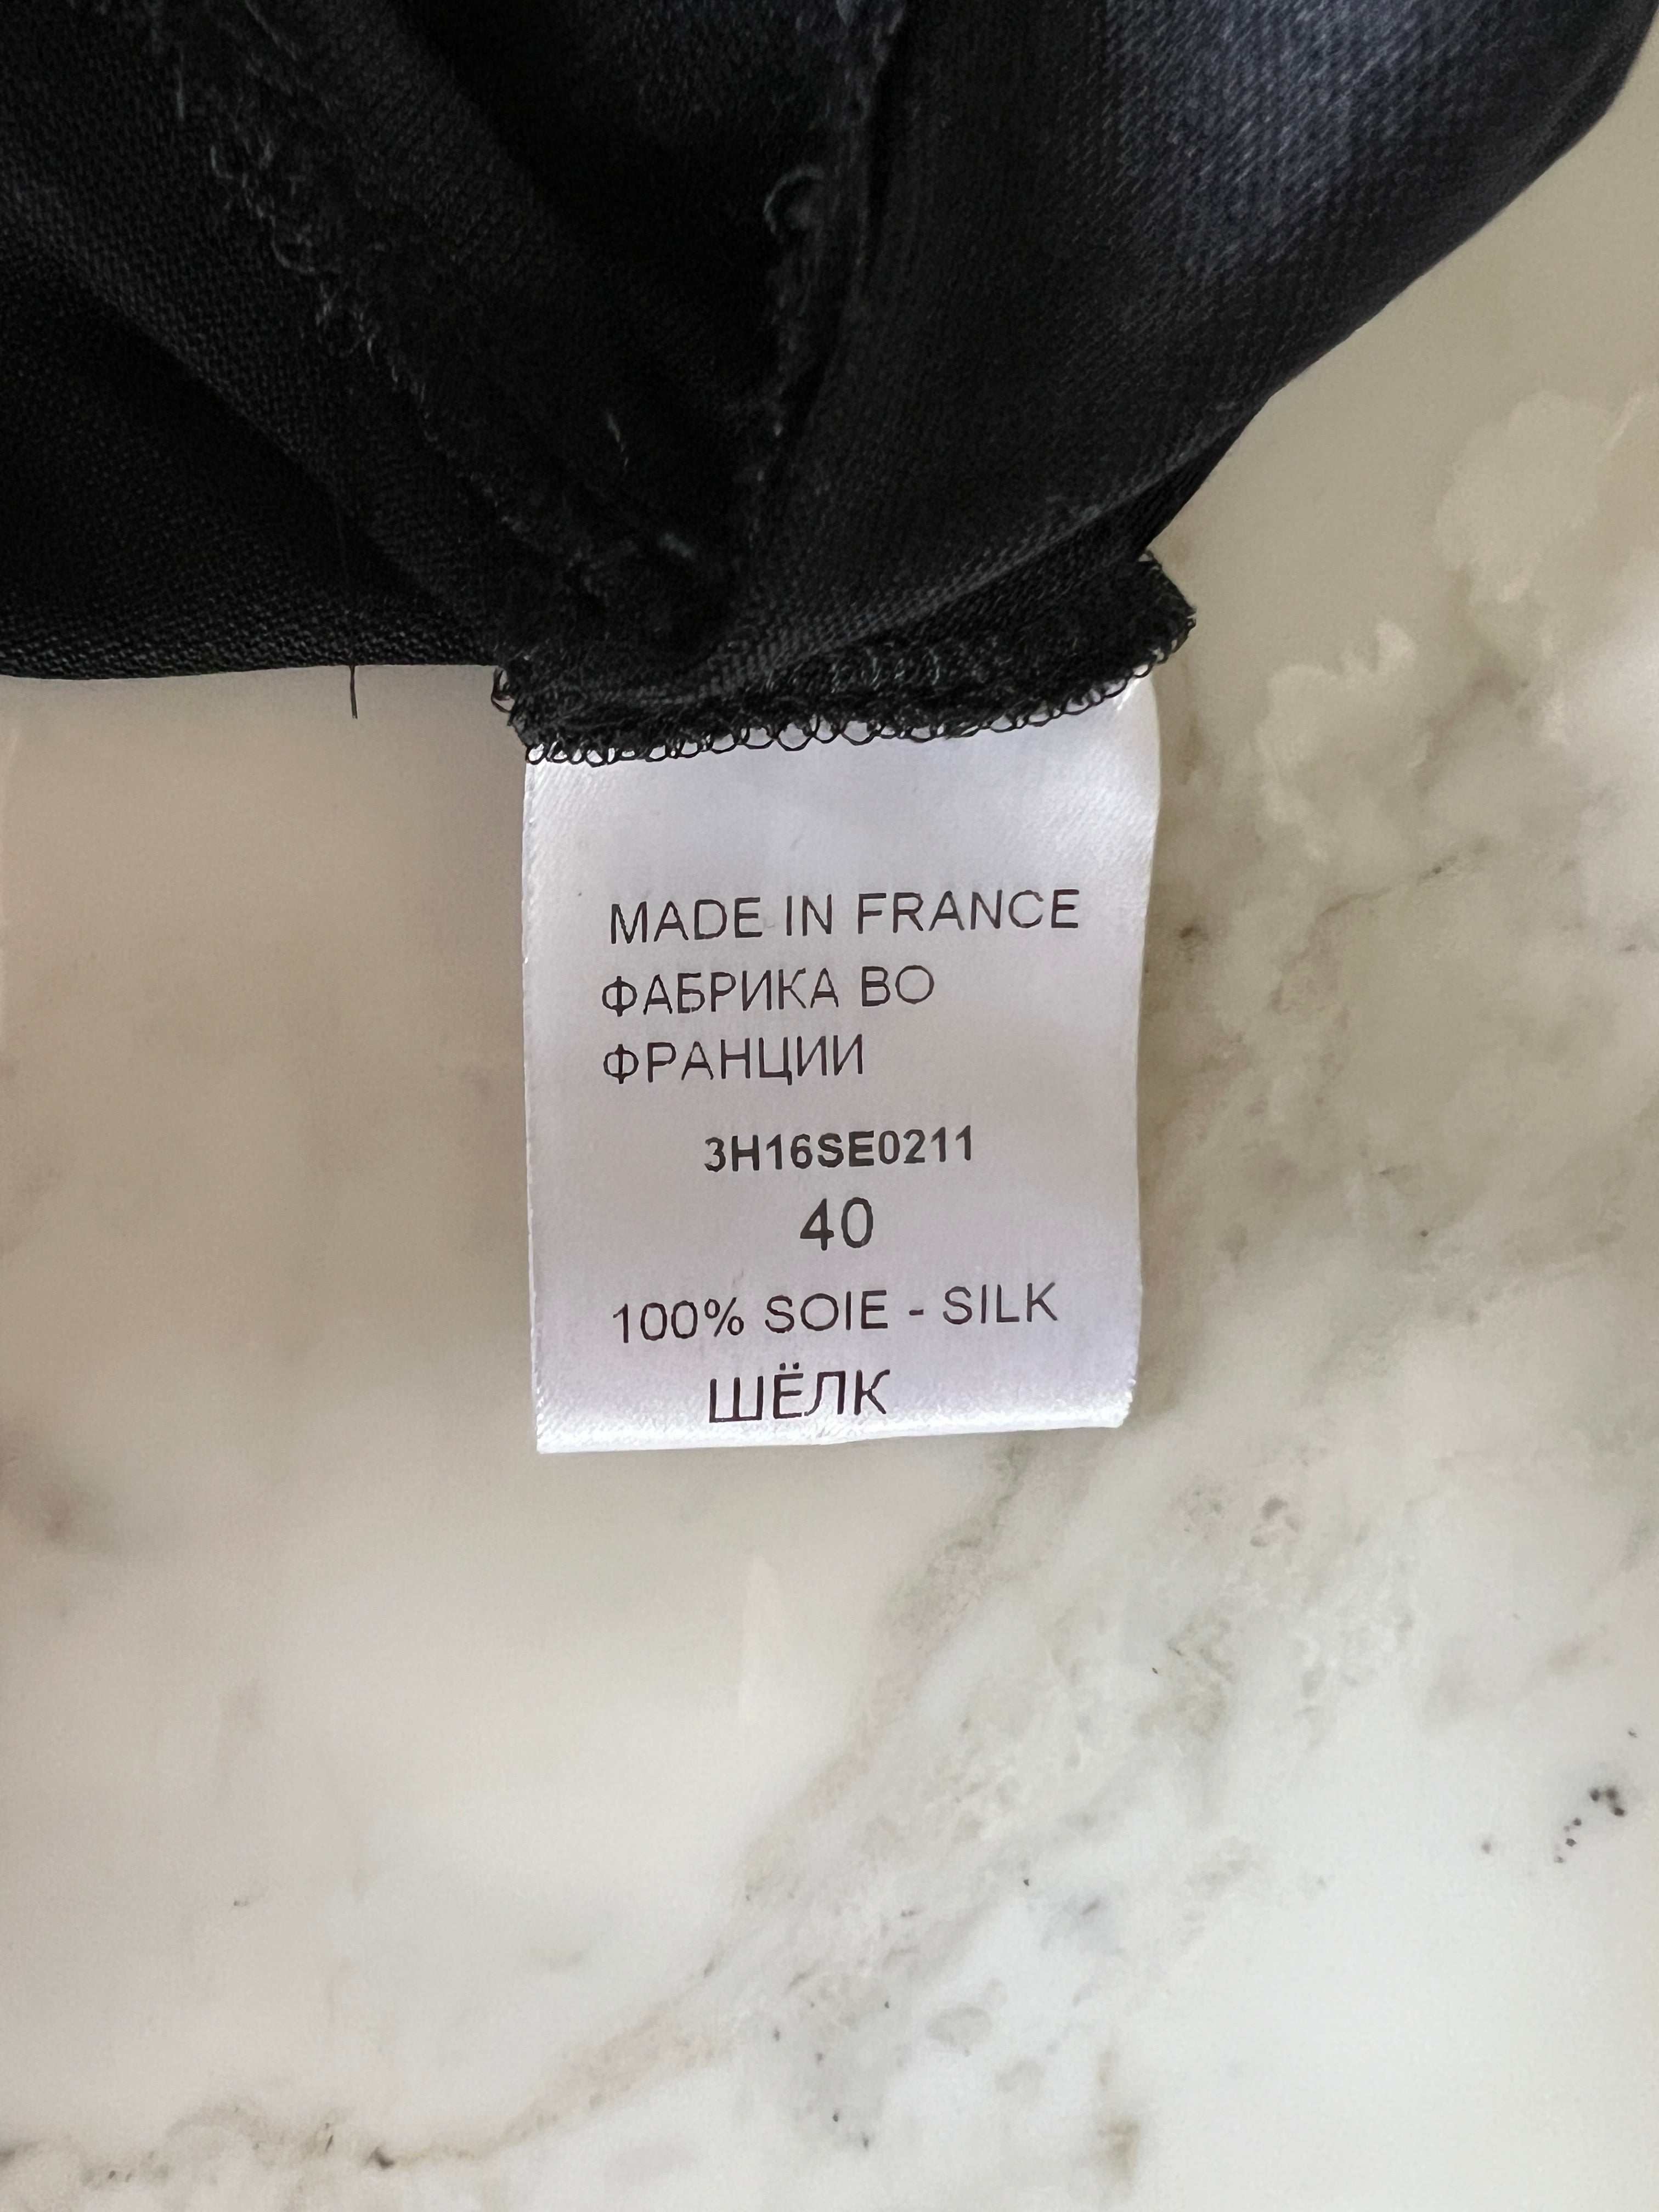 MADE IN FRANCE
ФАБРИКА ВО
ФРАНЦИИ
3H16SE0211
40
100% SOIE - SILK
ШЁЛК